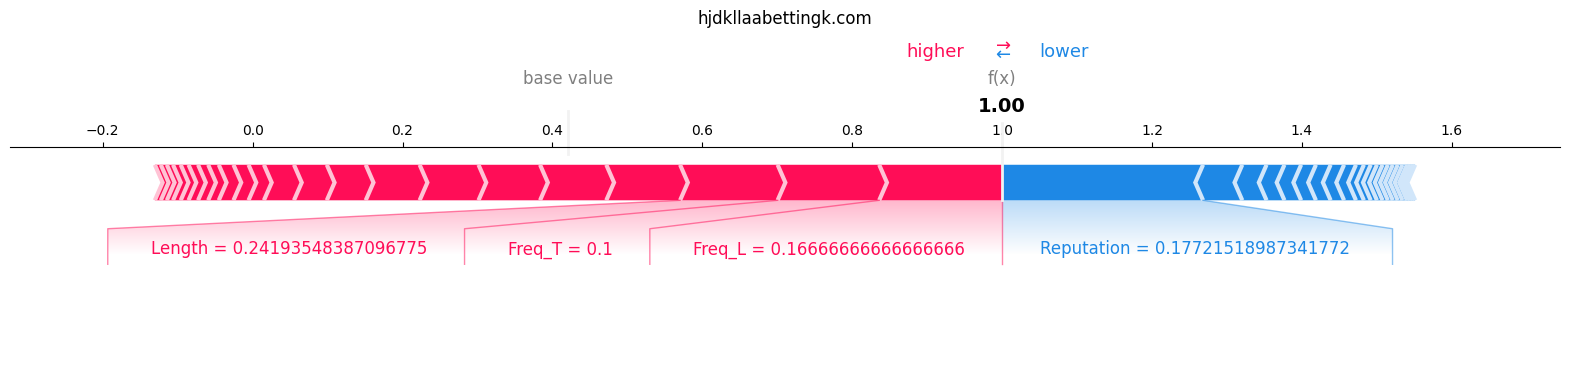 hjdkllaabettingk.com
higher ⇄ lower
base value f(x)
1.00
−0.2 0.0 0.2 0.4 0.6 0.8 1.0 1.2 1.4 1.6
Length = 0.24193548387096775 Freq_T = 0.1 Freq_L = 0.16666666666666666 Reputation = 0.17721518987341772